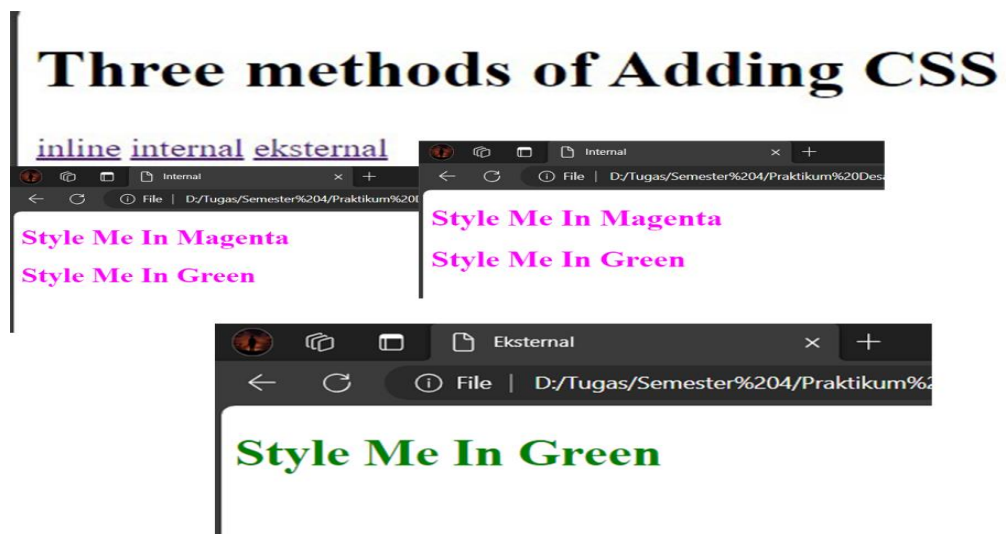 Three methods of Adding CSS
inline internal eksternal
Internal
File | D:/Tugas/Semester%204/Praktikum%20
Style Me In Magenta
Style Me In Green
Internal
File | D:/Tugas/Semester%204/Praktikum%20Des
Style Me In Magenta
Style Me In Green
Eksternal
File | D:/Tugas/Semester%204/Praktikum%2
Style Me In Green